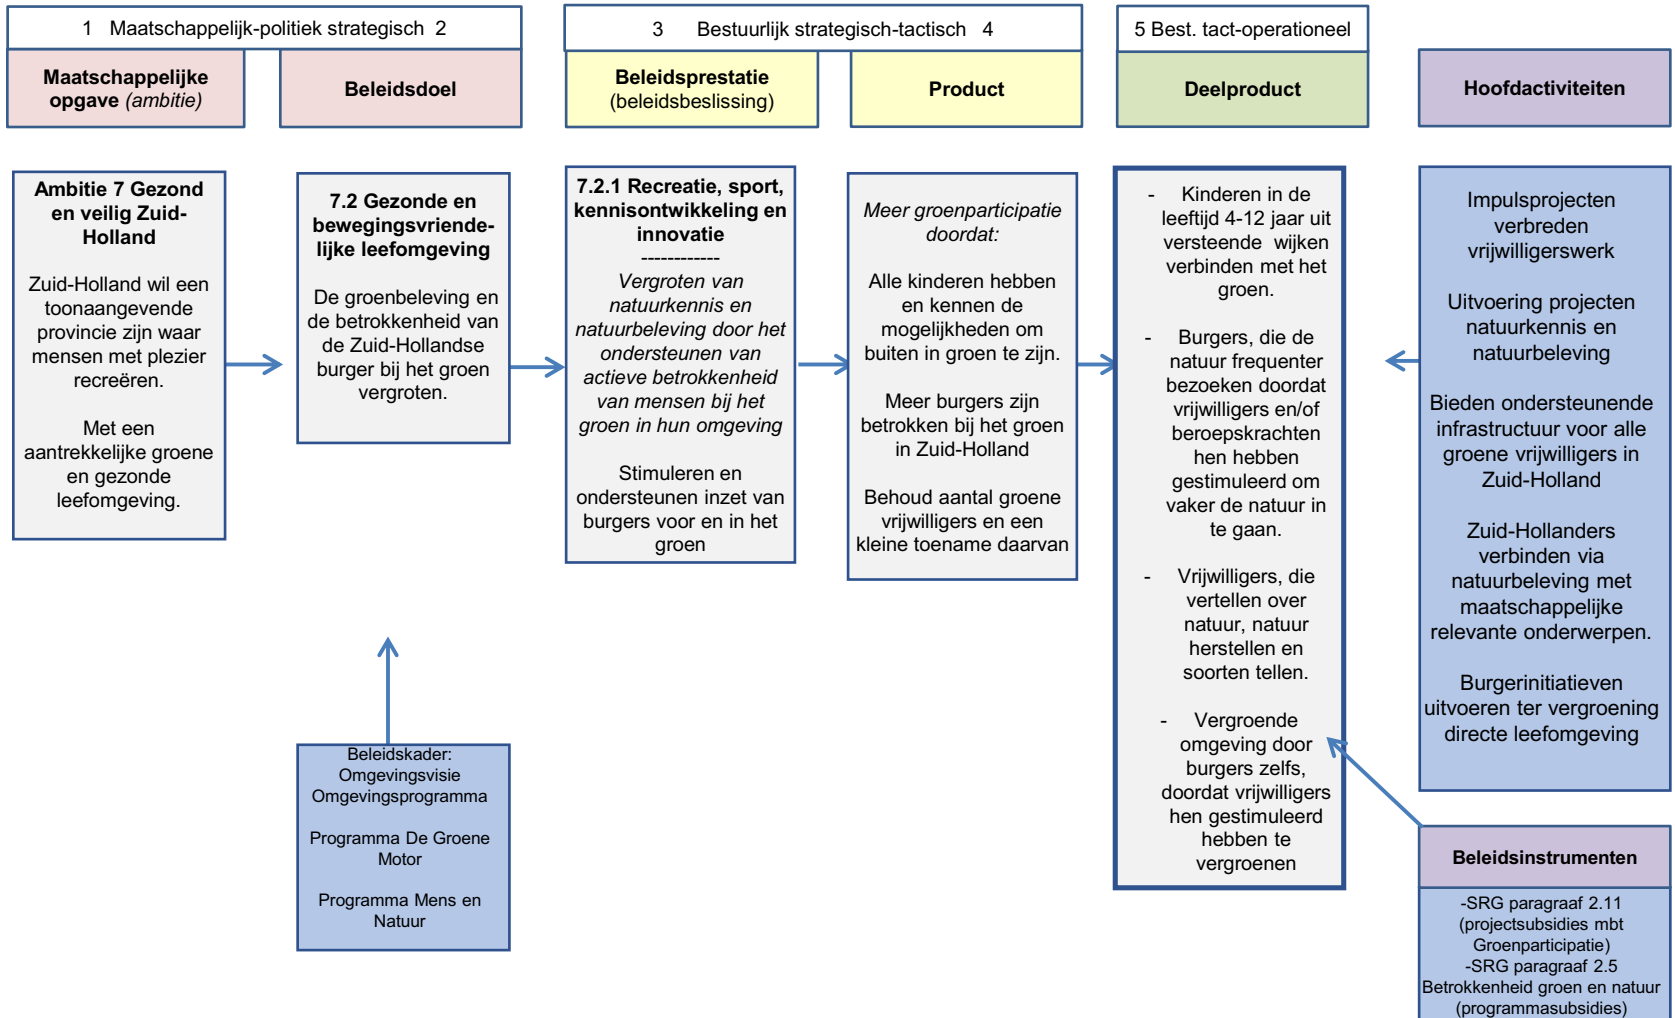 1 Maatschappelijk-politiek strategisch 2
3 Bestuurlijk strategisch-tactisch 4
5 Best. tact-operationeel
Maatschappelijke
opgave (ambitie)
Beleidsdoel
Beleidsprestatie
(beleidsbeslissing)
Product
Deelproduct
Hoofdactiviteiten
Ambitie 7 Gezond
en veilig Zuid-
Holland
Zuid-Holland wil een
toonaangevende
provincie zijn waar
mensen met plezier
recreëren.
Met een
aantrekkelijke groene
en gezonde
leefomgeving.
7.2 Gezonde en
bewegingsvriende-
lijke leefomgeving
De groenbeleving en
de betrokkenheid van
de Zuid-Hollandse
burger bij het groen
vergroten.
7.2.1 Recreatie, sport,
kennisontwikkeling en
innovatie
------------
Vergroten van
natuurkennis en
natuurbeleving door het
ondersteunen van
actieve betrokkenheid
van mensen bij het
groen in hun omgeving
Stimuleren en
ondersteunen inzet van
burgers voor en in het
groen
Meer groenparticipatie
doordat:
Alle kinderen hebben
en kennen de
mogelijkheden om
buiten in groen te zijn.
Meer burgers zijn
betrokken bij het groen
in Zuid-Holland
Behoud aantal groene
vrijwilligers en een
kleine toename daarvan
- Kinderen in de
leeftijd 4-12 jaar uit
versteende wijken
verbinden met het
groen.
- Burgers, die de
natuur frequenter
bezoeken doordat
vrijwilligers en/of
beroepskrachten
hen hebben
gestimuleerd om
vaker de natuur in
te gaan.
- Vrijwilligers, die
vertellen over
natuur, natuur
herstellen en
soorten tellen.
- Vergroende
omgeving door
burgers zelfs,
doordat vrijwilligers
hen gestimuleerd
hebben te
vergroenen
Impulsprojecten
verbreden
vrijwilligerswerk
Uitvoering projecten
natuurkennis en
natuurbeleving
Bieden ondersteunende
infrastructuur voor alle
groene vrijwilligers in
Zuid-Holland
Zuid-Hollanders
verbinden via
natuurbeleving met
maatschappelijke
relevante onderwerpen.
Burgerinitiatieven
uitvoeren ter vergroening
directe leefomgeving
Beleidskader:
Omgevingsvisie
Omgevingsprogramma
Programma De Groene
Motor
Programma Mens en
Natuur
Beleidsinstrumenten
-SRG paragraaf 2.11
(projectsubsidies mbt
Groenparticipatie)
-SRG paragraaf 2.5
Betrokkenheid groen en natuur
(programmasubsidies)